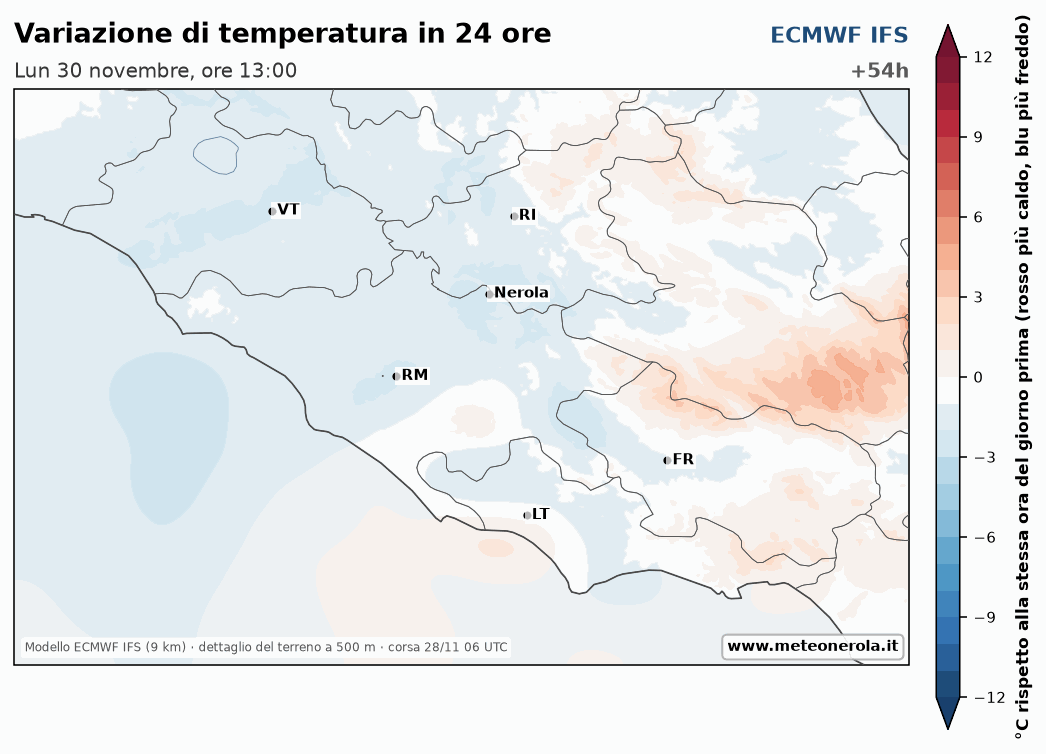 Variazione di temperatura in 24 ore
ECMWF IFS
Lun 30 novembre, ore 13:00
+54h
VT
RI
Nerola
RM
FR
LT
Modello ECMWF IFS (9 km) · dettaglio del terreno a 500 m · corsa 28/11 06 UTC
www.meteonerola.it
12
9
6
3
0
−3
−6
−9
−12
°C rispetto alla stessa ora del giorno prima (rosso più caldo, blu più freddo)